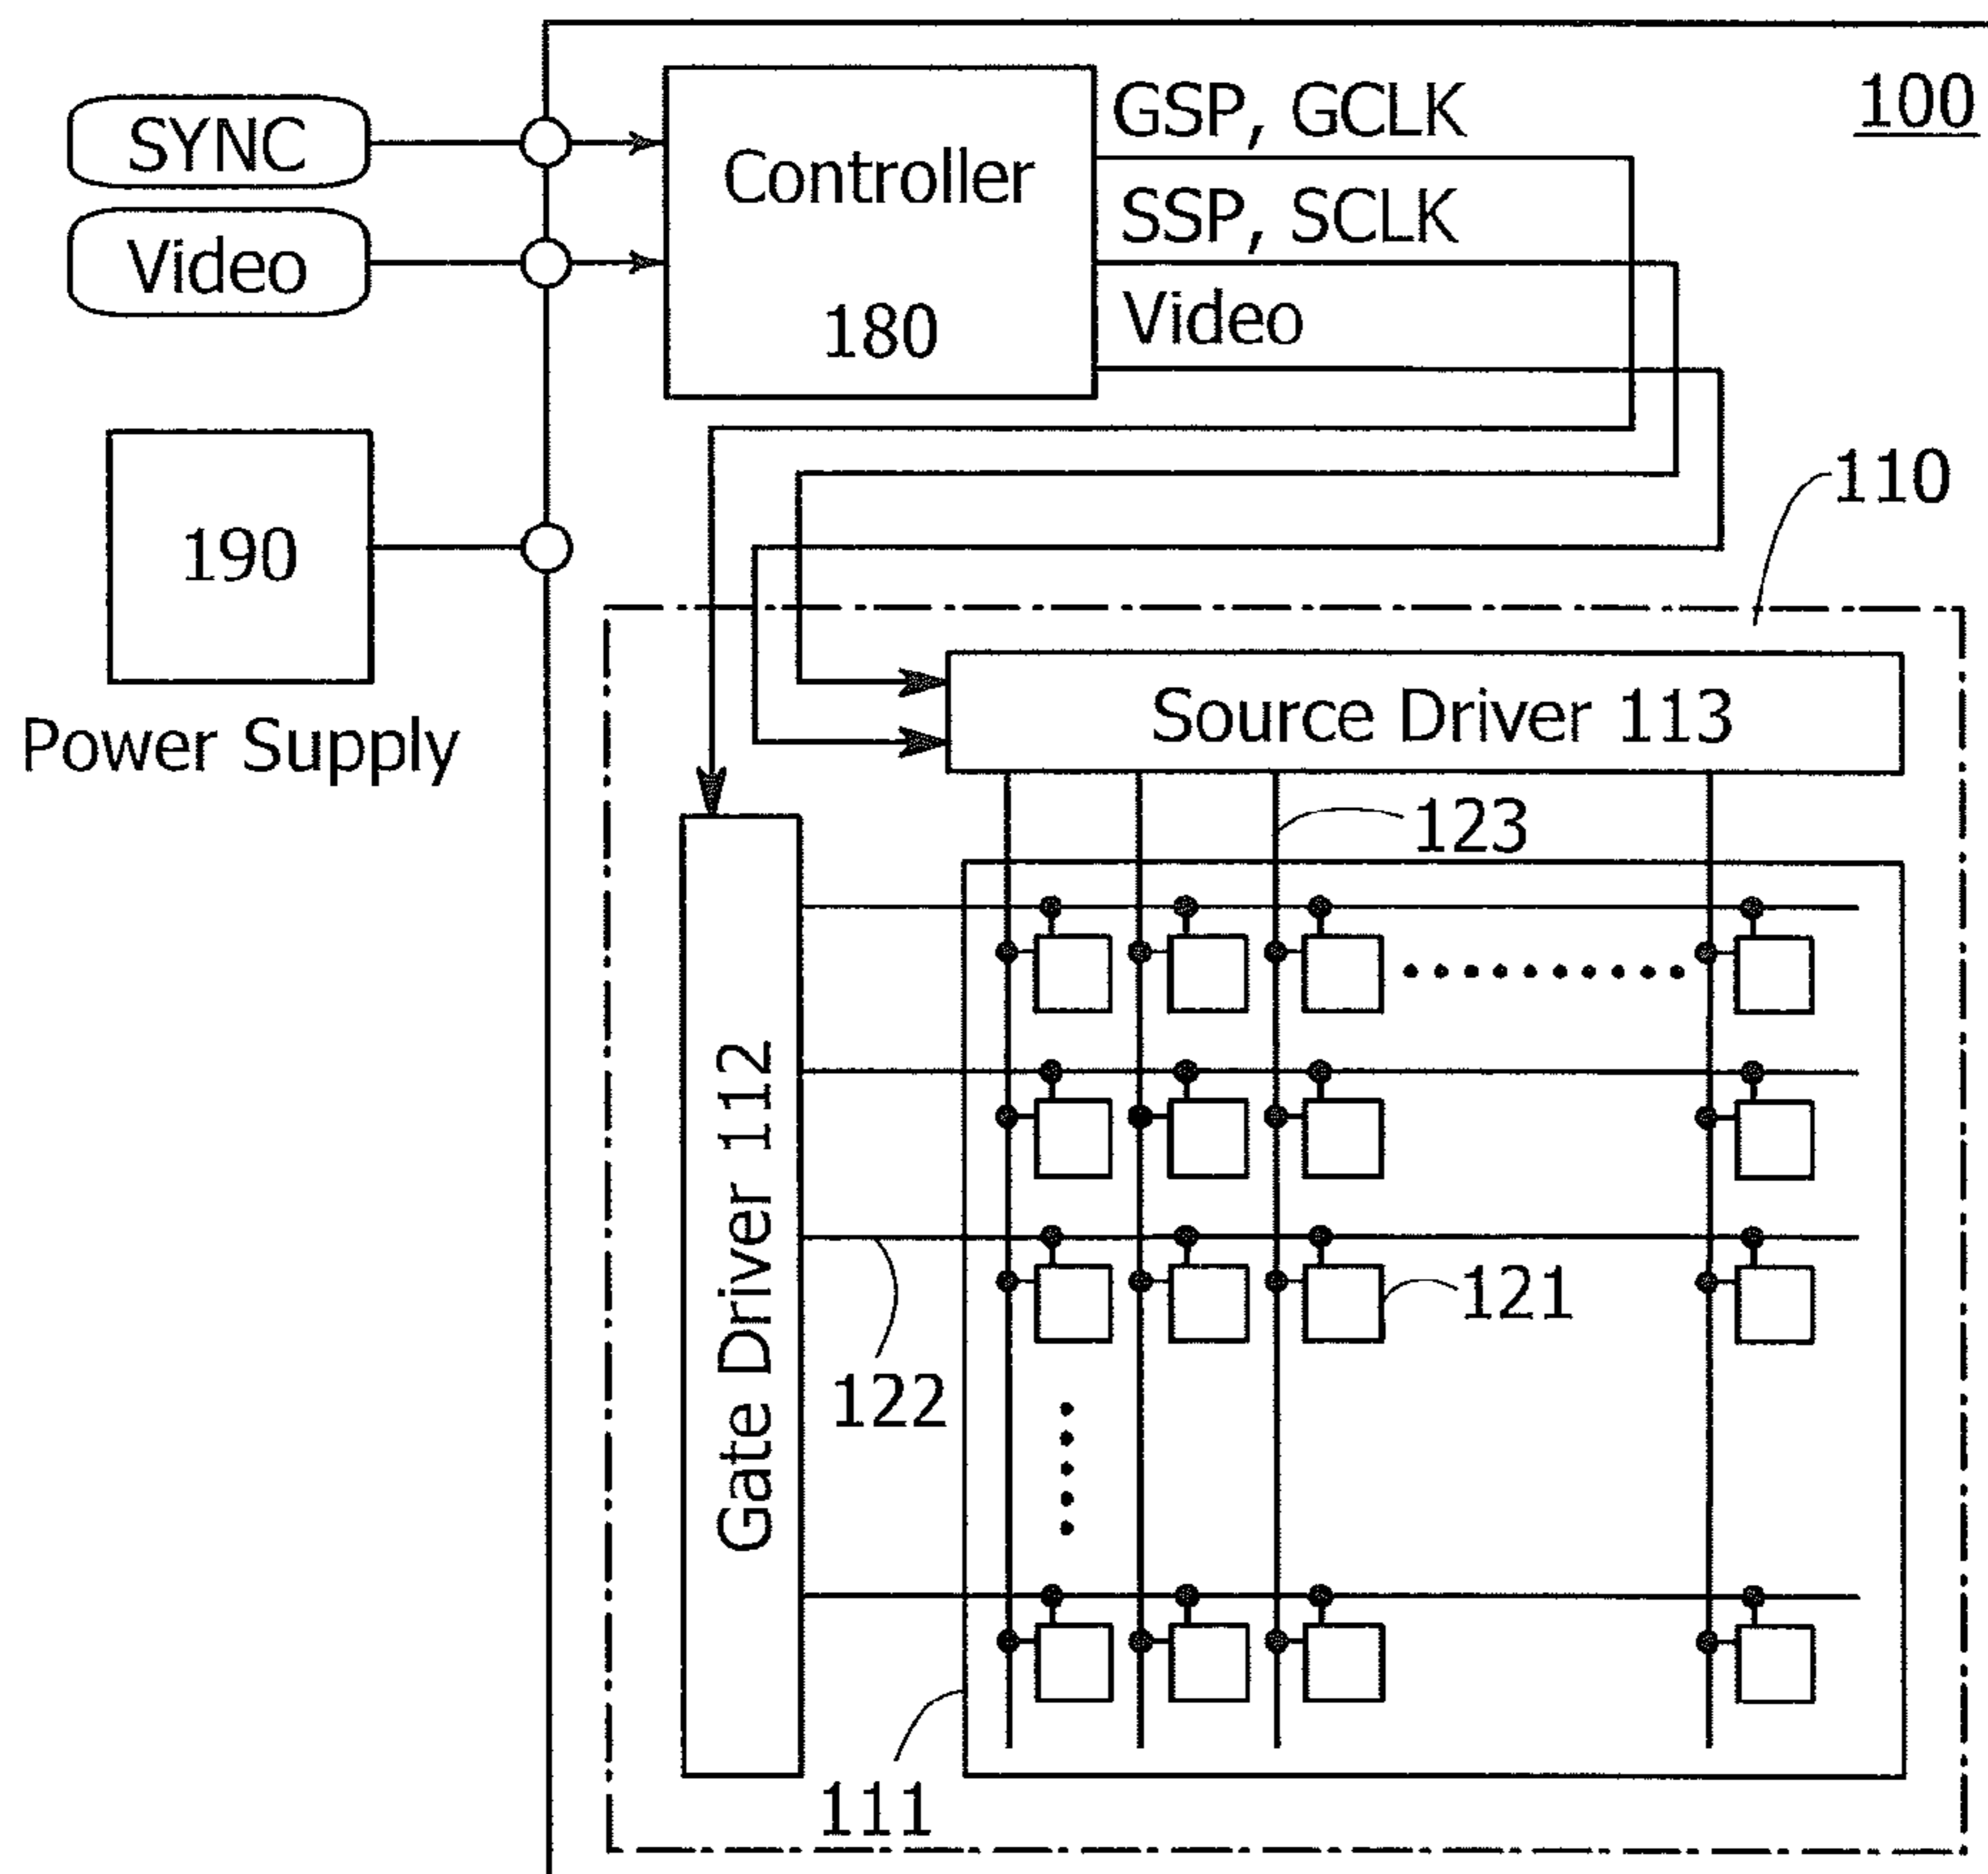 100
SYNC
Video
Controller
180
GSP, GCLK
SSP, SCLK
Video
190
Power Supply
110
Source Driver 113
123
Gate Driver 112
121
122
111